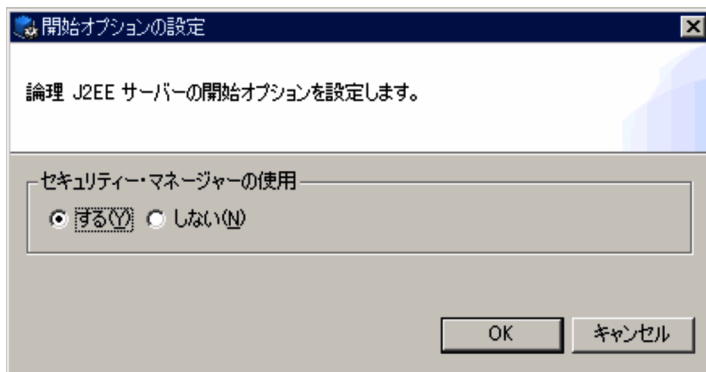 開始オプションの設定
論理 J2EE サーバーの開始オプションを設定します。
セキュリティー・マネージャーの使用
する(Y) しない(N)
OK キャンセル